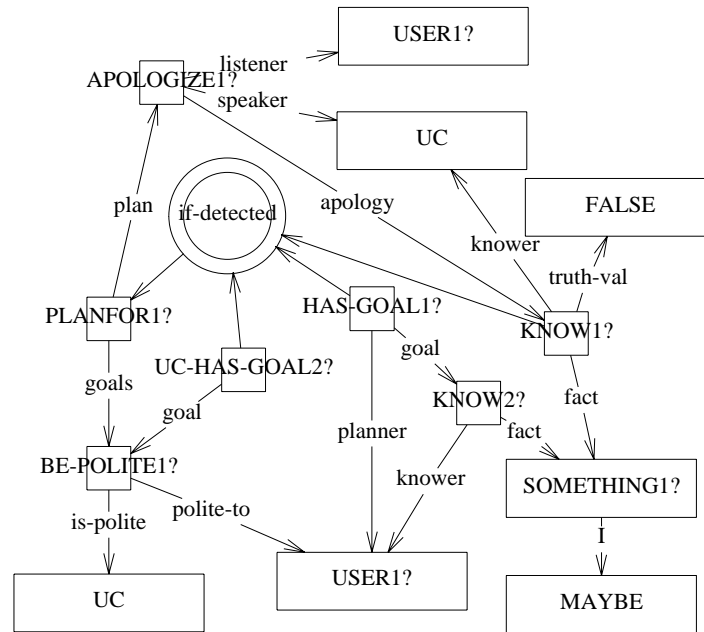 USER1?
listener
APOLOGIZE1?
speaker
UC
plan
apology
FALSE
if-detected
knower
truth-val
HAS-GOAL1?
PLANFOR1?
KNOW1?
goal
UC-HAS-GOAL2?
goals
fact
goal
KNOW2?
planner
fact
BE-POLITE1?
knower
SOMETHING1?
polite-to
is-polite
I
USER1?
UC
MAYBE